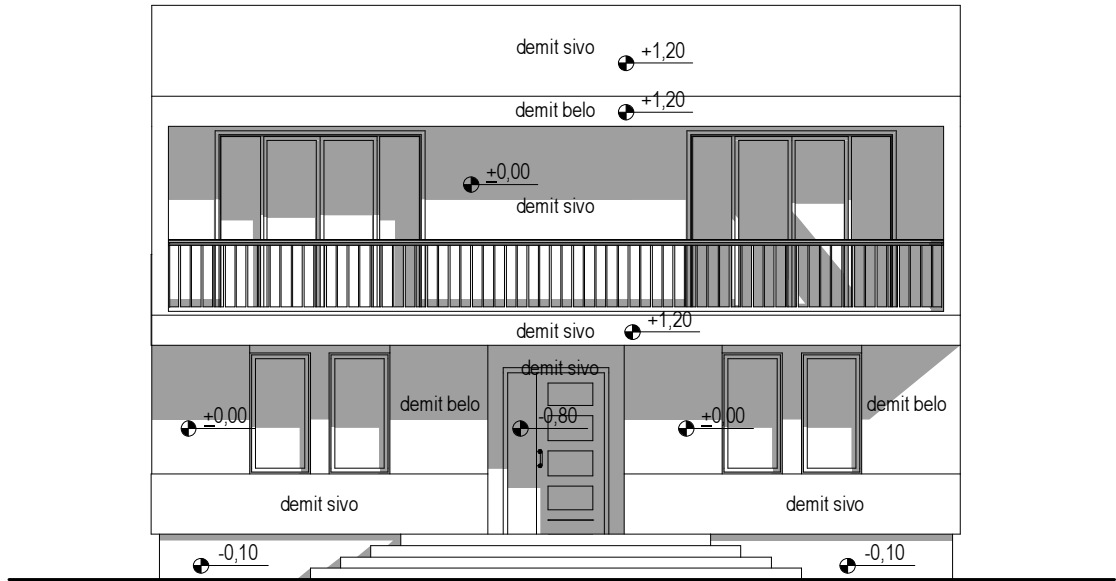 demit sivo
+1,20
demit belo
+1,20
±0,00
demit sivo
demit sivo
+1,20
demit sivo
demit belo
demit belo
±0,00
-0,80
±0,00
demit sivo
demit sivo
-0,10
-0,10